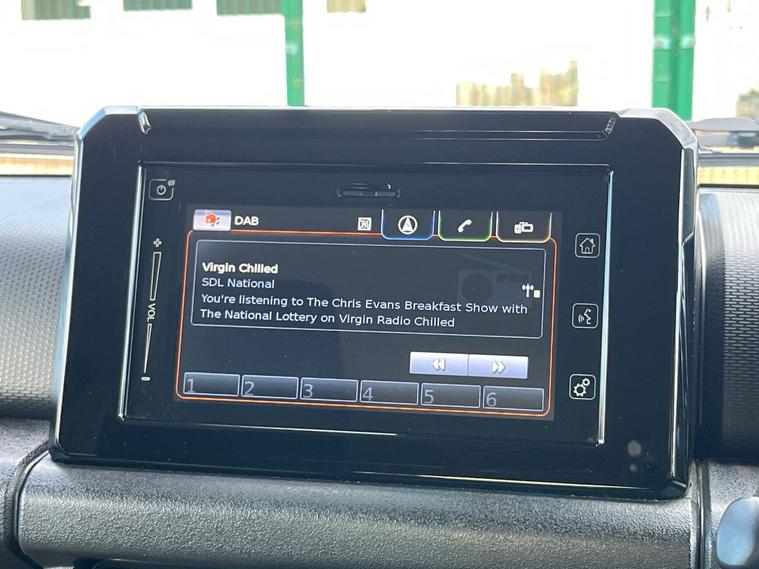 DAB
Virgin Chilled
SDL National
You're listening to The Chris Evans Breakfast Show with
The National Lottery on Virgin Radio Chilled
+
VOL
-
1 2 3 4 5 6